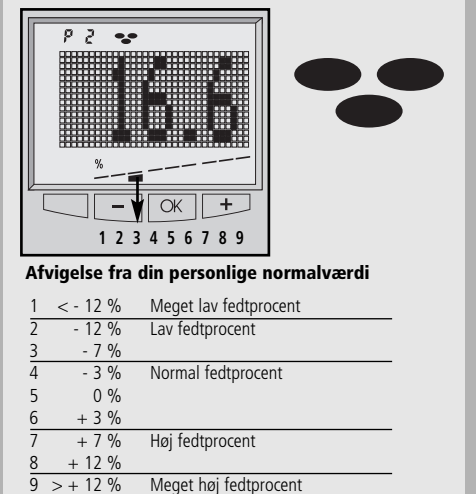 P 2
16.6
%
− OK +
1 2 3 4 5 6 7 8 9
Afvigelse fra din personlige normalværdi
1 < - 12 % Meget lav fedtprocent
2 - 12 % Lav fedtprocent
3 - 7 %
4 - 3 % Normal fedtprocent
5 0 %
6 + 3 %
7 + 7 % Høj fedtprocent
8 + 12 %
9 > + 12 % Meget høj fedtprocent